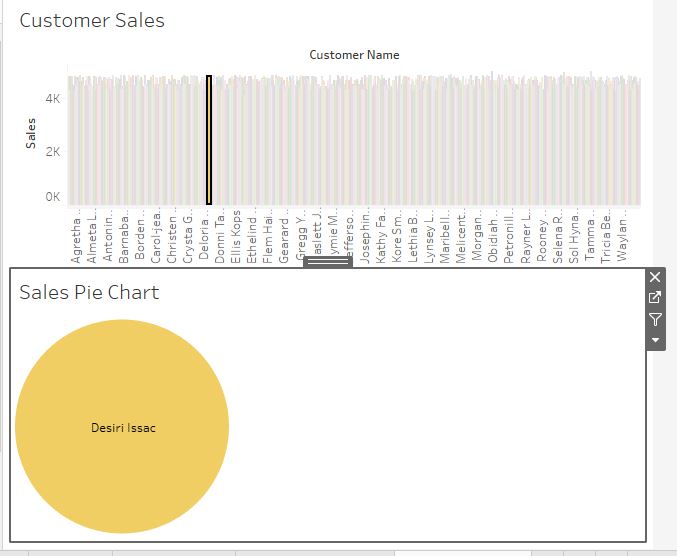 Customer Sales
Customer Name
Sales
4K
2K
0K
Agretha ..
Almeta L..
Antonin..
Barnaba..
Borden ..
Carol-jea..
Christen ..
Crysta G..
Deloria ..
Donni Ta..
Ellis Kops
Ethelind ..
Flem Hai..
Gearard ..
Gregg Y..
Haslett J..
efferso..
Josephin..
Kathy Fa..
Kore Sm..
Lethia B..
Lynsey L..
Maribell..
Melicent..
Morgan..
Obidiah ..
Petronill..
Rayner L..
Rooney ..
Selena R..
Sol Hyna..
Tamma ..
Tricia Be..
Waylan ..
Sales Pie Chart
Desiri Issac